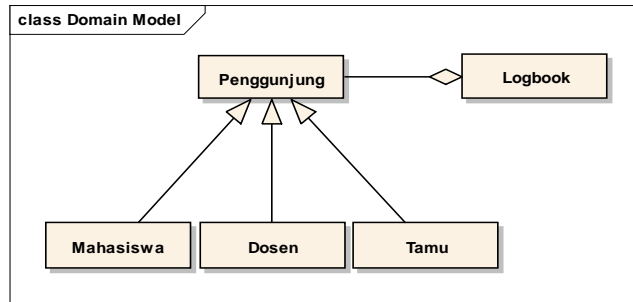 class Domain Model
Penggunjung
Logbook
Mahasiswa
Dosen
Tamu